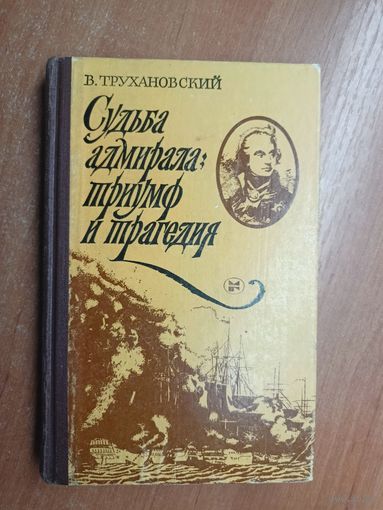 В. ТРУХАНОВСКИЙ
Судьба
адмирала:
триумф
и трагедия